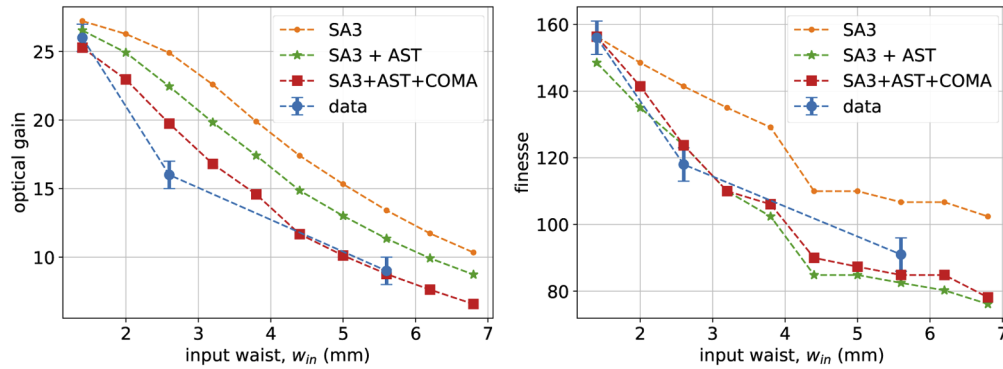 SA3
SA3 + AST
SA3+AST+COMA
data
25
20
15
10
optical gain
2
3
4
5
6
7
input waist, w_in (mm)
SA3
SA3 + AST
SA3+AST+COMA
data
160
140
120
100
80
finesse
2
3
4
5
6
7
input waist, w_in (mm)